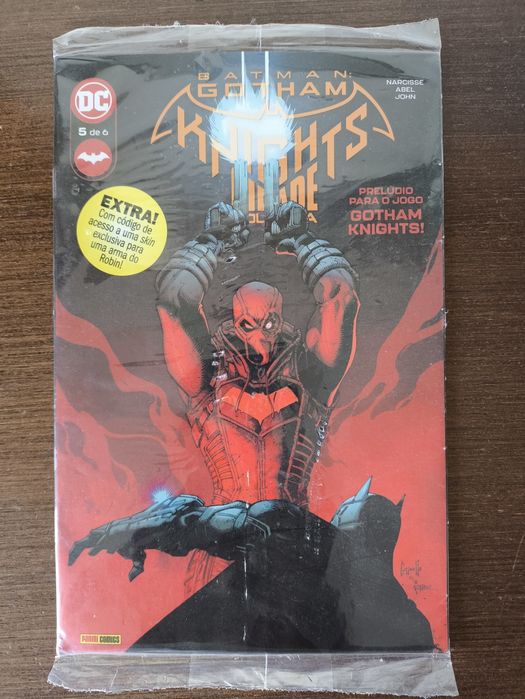 DC
5 de 6
BATMAN:
GOTHAM
KNIGHTS
NARCISSE
ABEL
JOHN
PRELÚDIO
PARA O JOGO
GOTHAM
KNIGHTS!
EXTRA!
Com código de
acesso a uma skin
exclusiva para
uma arma do
Robin!
PANINI COMICS